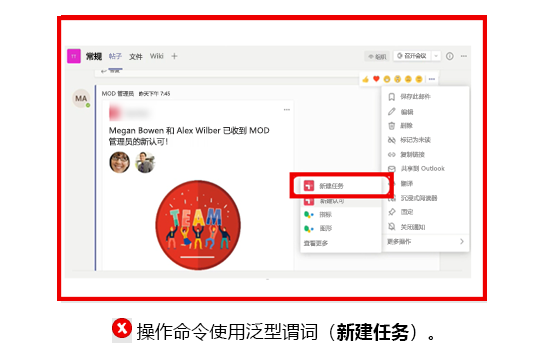 常规 帖子 文件 Wiki +
召开会议
MA
MOD 管理员 昨天下午 7:45
Megan Bowen 和 Alex Wilber 已收到 MOD
管理员的新认可！
TEAM
保存此邮件
编辑
删除
标记为未读
复制链接
共享到 Outlook
翻译
沉浸式阅读器
固定
关闭通知
更多操作
新建任务
新建认可
招标
图形
查看更多
操作命令使用泛型谓词（新建任务）。